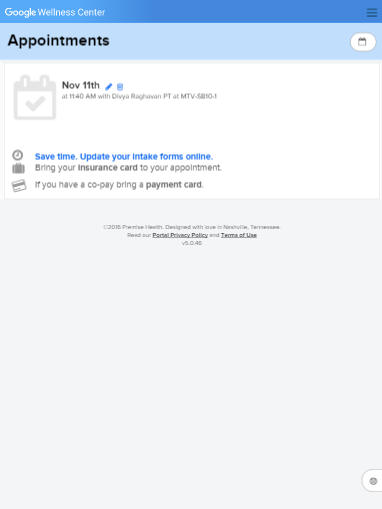 Google Wellness Center
Appointments
Nov 11th
at 11:40 AM with Divya Raghavan PT at MTV-SB10-1
Save time. Update your intake forms online.
Bring your insurance card to your appointment.
If you have a co-pay bring a payment card.
©2016 Premise Health. Designed with love in Nashville, Tennessee.
Read our Portal Privacy Policy and Terms of Use
v5.0.46